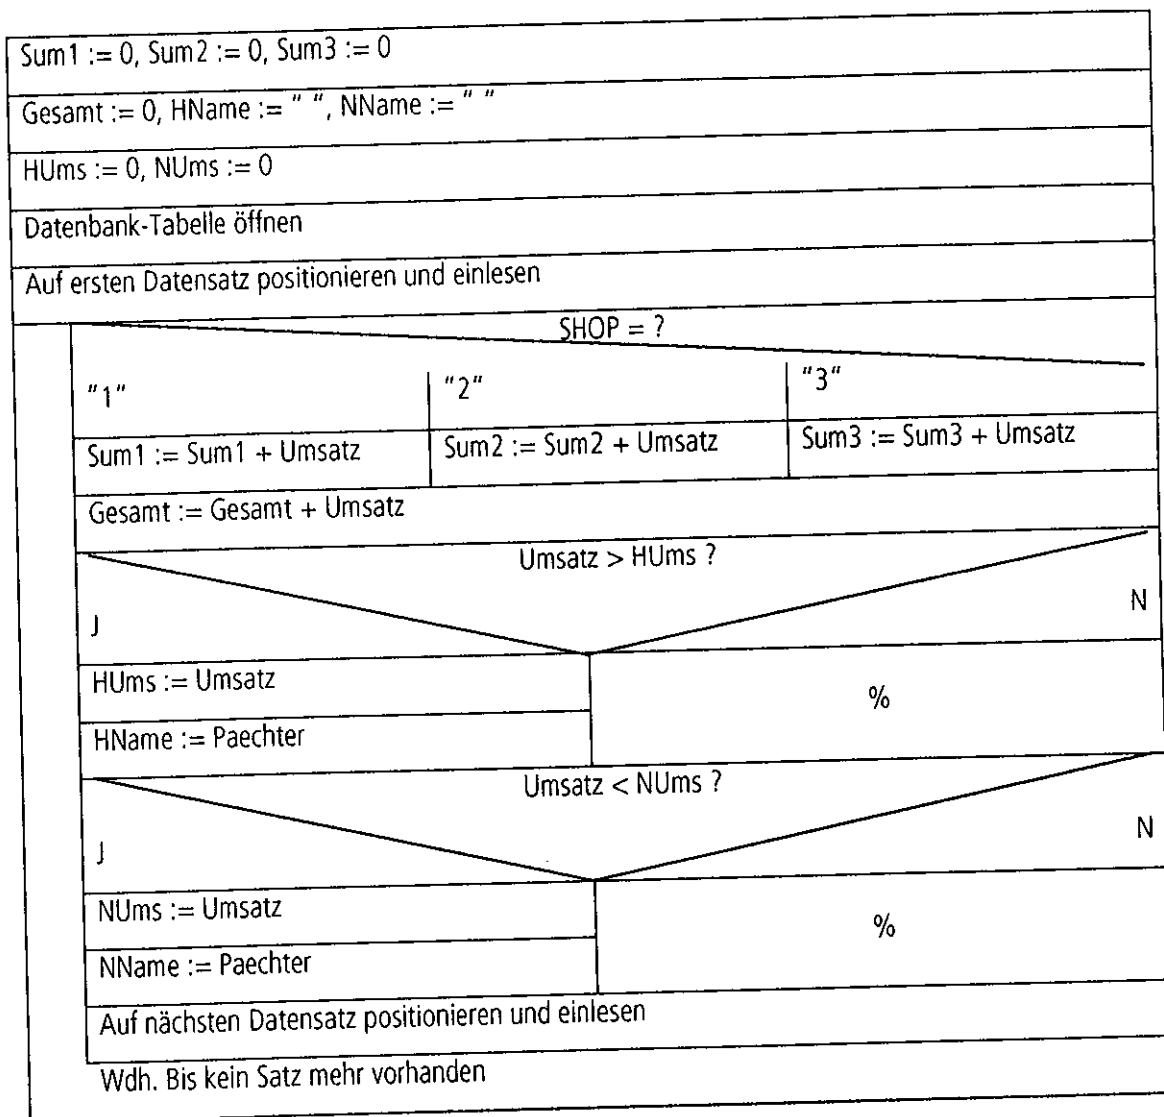 Sum1 := 0, Sum2 := 0, Sum3 := 0
Gesamt := 0, HName := " ", NName := " "
HUms := 0, NUms := 0
Datenbank-Tabelle öffnen
Auf ersten Datensatz positionieren und einlesen
SHOP = ?
"1" "2" "3"
Sum1 := Sum1 + Umsatz Sum2 := Sum2 + Umsatz Sum3 := Sum3 + Umsatz
Gesamt := Gesamt + Umsatz
Umsatz > HUms ?
J N
HUms := Umsatz
%
HName := Paechter
Umsatz < NUms ?
J N
NUms := Umsatz
%
NName := Paechter
Auf nächsten Datensatz positionieren und einlesen
Wdh. Bis kein Satz mehr vorhanden